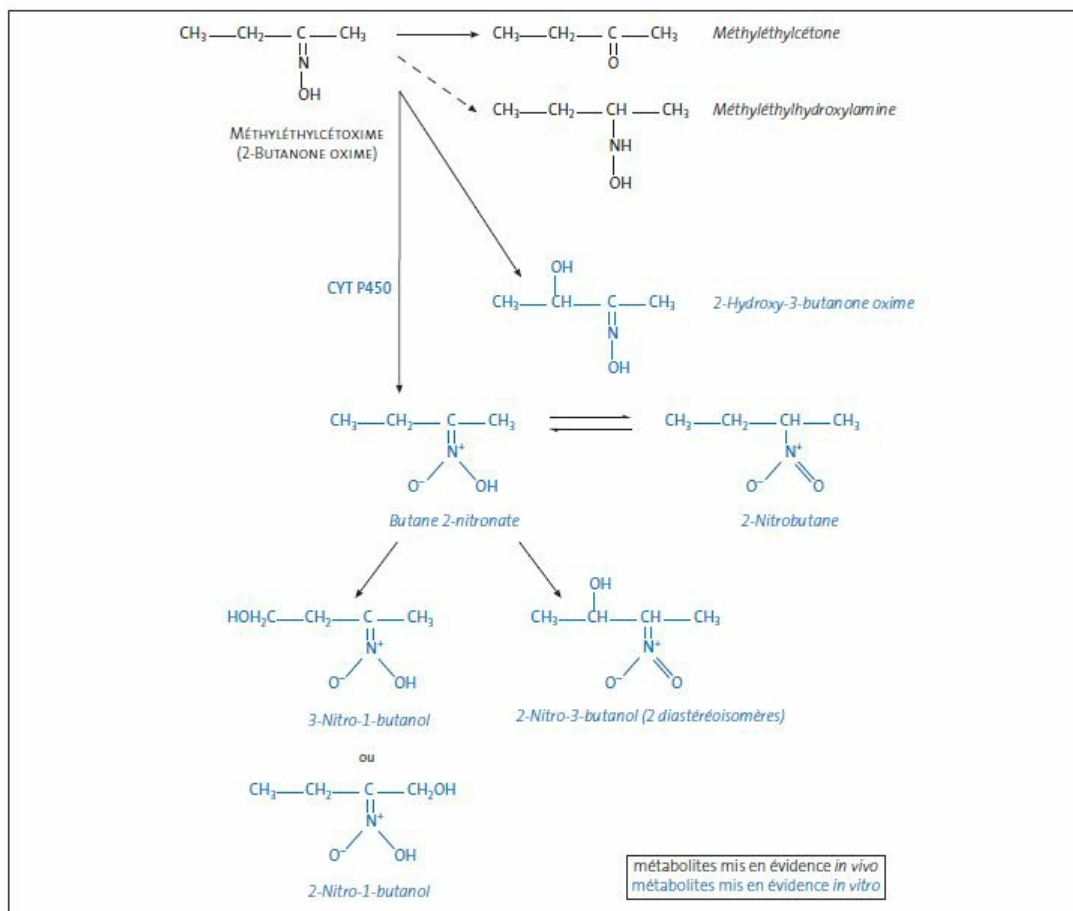 CH₃—CH₂—C—CH₃
N
OH
MÉTHYLÉTHYLCÉTOXIME
(2-BUTANONE OXIME)
CH₃—CH₂—C—CH₃
O
Méthyléthylcétone
CH₃—CH₂—CH—CH₃
NH
OH
Méthyléthylhydroxylamine
CYT P450
OH
CH₃—CH—C—CH₃
N
OH
2-Hydroxy-3-butanone oxime
CH₃—CH₂—C—CH₃
N⁺
O⁻ OH
Butane 2-nitronate
CH₃—CH₂—CH—CH₃
N⁺
O⁻ O
2-Nitrobutane
HOH₂C—CH₂—C—CH₃
N⁺
O⁻ OH
3-Nitro-1-butanol
OH
CH₃—CH—CH—CH₃
N⁺
O⁻ O
2-Nitro-3-butanol (2 diastéréoisomères)
ou
CH₃—CH₂—C—CH₂OH
N⁺
O⁻ OH
2-Nitro-1-butanol
métabolites mis en évidence in vivo
métabolites mis en évidence in vitro